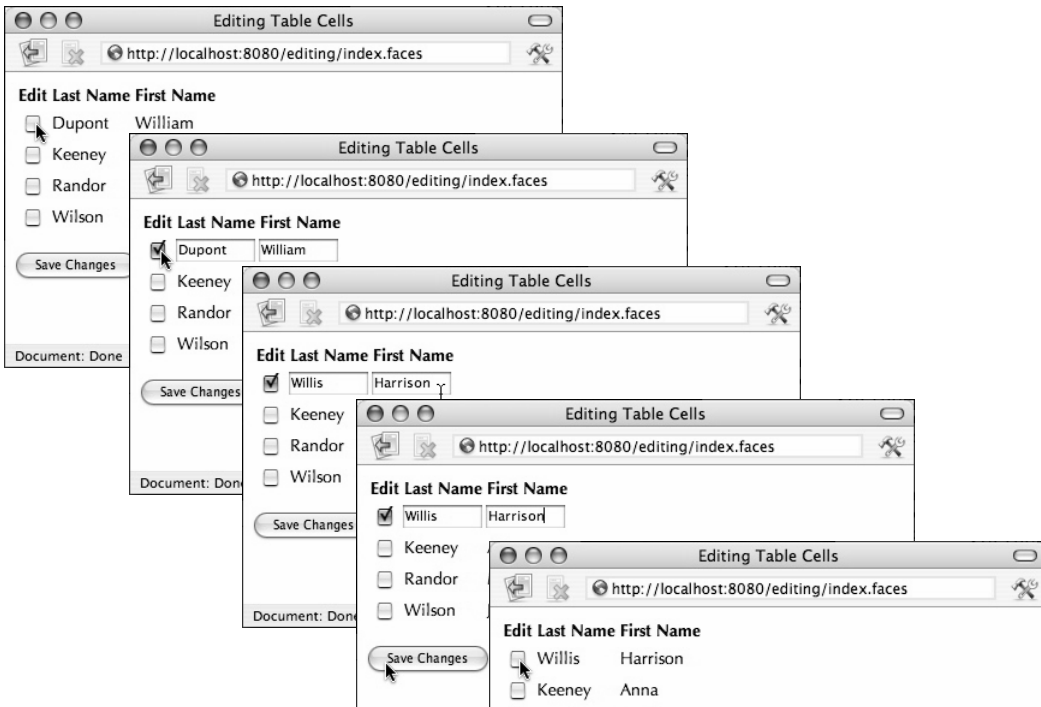 Editing Table Cells
http://localhost:8080/editing/index.faces
Edit Last Name First Name
Dupont William
Keeney
Randor
Wilson
Save Changes
Document: Done
Editing Table Cells
http://localhost:8080/editing/index.faces
Edit Last Name First Name
Dupont William
Keeney
Randor
Wilson
Save Changes
Document: Don
Editing Table Cells
http://localhost:8080/editing/index.faces
Edit Last Name First Name
Willis Harrison
Keeney
Randor
Wilson
Save Changes
Document: Don
Editing Table Cells
http://localhost:8080/editing/index.faces
Edit Last Name First Name
Willis Harrison
Keeney
Randor
Wilson
Save Changes
Editing Table Cells
http://localhost:8080/editing/index.faces
Edit Last Name First Name
Willis Harrison
Keeney Anna